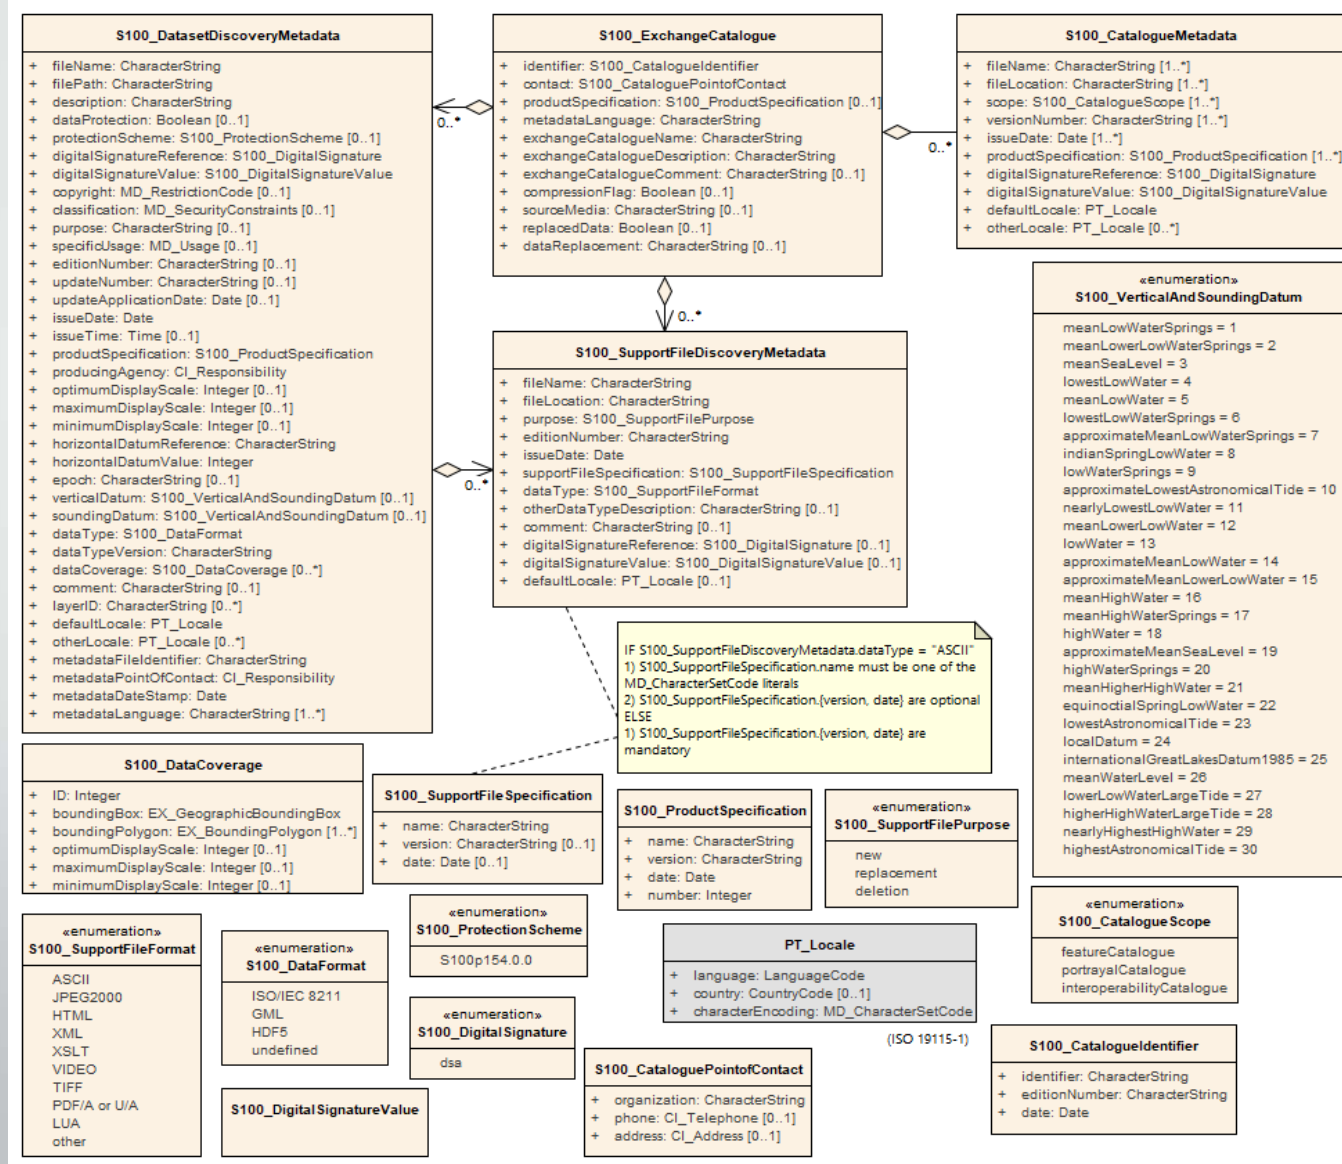 S100_DatasetDiscoveryMetadata
+ fileName: CharacterString
+ filePath: CharacterString
+ description: CharacterString
+ dataProtection: Boolean [0..1]
+ protectionScheme: S100_ProtectionScheme [0..1]
+ digitalSignatureReference: S100_DigitalSignature
+ digitalSignatureValue: S100_DigitalSignatureValue
+ copyright: MD_RestrictionCode [0..1]
+ classification: MD_SecurityConstraints [0..1]
+ purpose: CharacterString [0..1]
+ specificUsage: MD_Usage [0..1]
+ editionNumber: CharacterString [0..1]
+ updateNumber: CharacterString [0..1]
+ updateApplicationDate: Date [0..1]
+ issueDate: Date
+ issueTime: Time [0..1]
+ productSpecification: S100_ProductSpecification
+ producingAgency: CI_Responsibility
+ optimumDisplayScale: Integer [0..1]
+ maximumDisplayScale: Integer [0..1]
+ minimumDisplayScale: Integer [0..1]
+ horizontalDatumReference: CharacterString
+ horizontalDatumValue: Integer
+ epoch: CharacterString [0..1]
+ verticalDatum: S100_VerticalAndSoundingDatum [0..1]
+ soundingDatum: S100_VerticalAndSoundingDatum [0..1]
+ dataType: S100_DataFormat
+ dataTypeVersion: CharacterString
+ dataCoverage: S100_DataCoverage [0..*]
+ comment: CharacterString [0..1]
+ layerID: CharacterString [0..*]
+ defaultLocale: PT_Locale
+ otherLocale: PT_Locale [0..*]
+ metadataFileIdentifier: CharacterString
+ metadataPointOfContact: CI_Responsibility
+ metadataDateStamp: Date
+ metadataLanguage: CharacterString [1..*]
0..*
0..*
S100_ExchangeCatalogue
+ identifier: S100_CatalogueIdentifier
+ contact: S100_CataloguePointofContact
+ productSpecification: S100_ProductSpecification [0..1]
+ metadataLanguage: CharacterString
+ exchangeCatalogueName: CharacterString
+ exchangeCatalogueDescription: CharacterString
+ exchangeCatalogueComment: CharacterString [0..1]
+ compressionFlag: Boolean [0..1]
+ sourceMedia: CharacterString [0..1]
+ replacedData: Boolean [0..1]
+ dataReplacement: CharacterString [0..1]
0..*
0..*
S100_CatalogueMetadata
+ fileName: CharacterString [1..*]
+ fileLocation: CharacterString [1..*]
+ scope: S100_CatalogueScope [1..*]
+ versionNumber: CharacterString [1..*]
+ issueDate: Date [1..*]
+ productSpecification: S100_ProductSpecification [1..*]
+ digitalSignatureReference: S100_DigitalSignature
+ digitalSignatureValue: S100_DigitalSignatureValue
+ defaultLocale: PT_Locale
+ otherLocale: PT_Locale [0..*]
S100_SupportFileDiscoveryMetadata
+ fileName: CharacterString
+ fileLocation: CharacterString
+ purpose: S100_SupportFilePurpose
+ editionNumber: CharacterString
+ issueDate: Date
+ supportFileSpecification: S100_SupportFileSpecification
+ dataType: S100_SupportFileFormat
+ otherDataTypeDescription: CharacterString [0..1]
+ comment: CharacterString [0..1]
+ digitalSignatureReference: S100_DigitalSignature [0..1]
+ digitalSignatureValue: S100_DigitalSignatureValue [0..1]
+ defaultLocale: PT_Locale [0..1]
«enumeration»
S100_VerticalAndSoundingDatum
meanLowWaterSprings = 1
meanLowerLowWaterSprings = 2
meanSeaLevel = 3
lowestLowWater = 4
meanLowWater = 5
lowestLowWaterSprings = 6
approximateMeanLowWaterSprings = 7
indianSpringLowWater = 8
lowWaterSprings = 9
approximateLowestAstronomicalTide = 10
nearlyLowestLowWater = 11
meanLowerLowWater = 12
lowWater = 13
approximateMeanLowWater = 14
approximateMeanLowerLowWater = 15
meanHighWater = 16
meanHighWaterSprings = 17
highWater = 18
approximateMeanSeaLevel = 19
highWaterSprings = 20
meanHigherHighWater = 21
equinoctialSpringLowWater = 22
lowestAstronomicalTide = 23
localDatum = 24
internationalGreatLakesDatum1985 = 25
meanWaterLevel = 26
lowerLowWaterLargeTide = 27
higherHighWaterLargeTide = 28
nearlyHighestHighWater = 29
highestAstronomicalTide = 30
IF S100_SupportFileDiscoveryMetadata.dataType = "ASCII"
1) S100_SupportFileSpecification.name must be one of the
MD_CharacterSetCode literals
2) S100_SupportFileSpecification.{version, date} are optional
ELSE
1) S100_SupportFileSpecification.{version, date} are
mandatory
S100_DataCoverage
+ ID: Integer
+ boundingBox: EX_GeographicBoundingBox
+ boundingPolygon: EX_BoundingPolygon [1..*]
+ optimumDisplayScale: Integer [0..1]
+ maximumDisplayScale: Integer [0..1]
+ minimumDisplayScale: Integer [0..1]
S100_SupportFileSpecification
+ name: CharacterString
+ version: CharacterString [0..1]
+ date: Date [0..1]
S100_ProductSpecification
+ name: CharacterString
+ version: CharacterString
+ date: Date
+ number: Integer
«enumeration»
S100_SupportFilePurpose
new
replacement
deletion
«enumeration»
S100_CatalogueScope
featureCatalogue
portrayalCatalogue
interoperabilityCatalogue
«enumeration»
S100_SupportFileFormat
ASCII
JPEG2000
HTML
XML
XSLT
VIDEO
TIFF
PDF/A or U/A
LUA
other
«enumeration»
S100_DataFormat
ISO/IEC 8211
GML
HDF5
undefined
«enumeration»
S100_ProtectionScheme
S100p154.0.0
«enumeration»
S100_DigitalSignature
dsa
PT_Locale
+ language: LanguageCode
+ country: CountryCode [0..1]
+ characterEncoding: MD_CharacterSetCode
(ISO 19115-1)
S100_DigitalSignatureValue
S100_CataloguePointofContact
+ organization: CharacterString
+ phone: CI_Telephone [0..1]
+ address: CI_Address [0..1]
S100_CatalogueIdentifier
+ identifier: CharacterString
+ editionNumber: CharacterString
+ date: Date